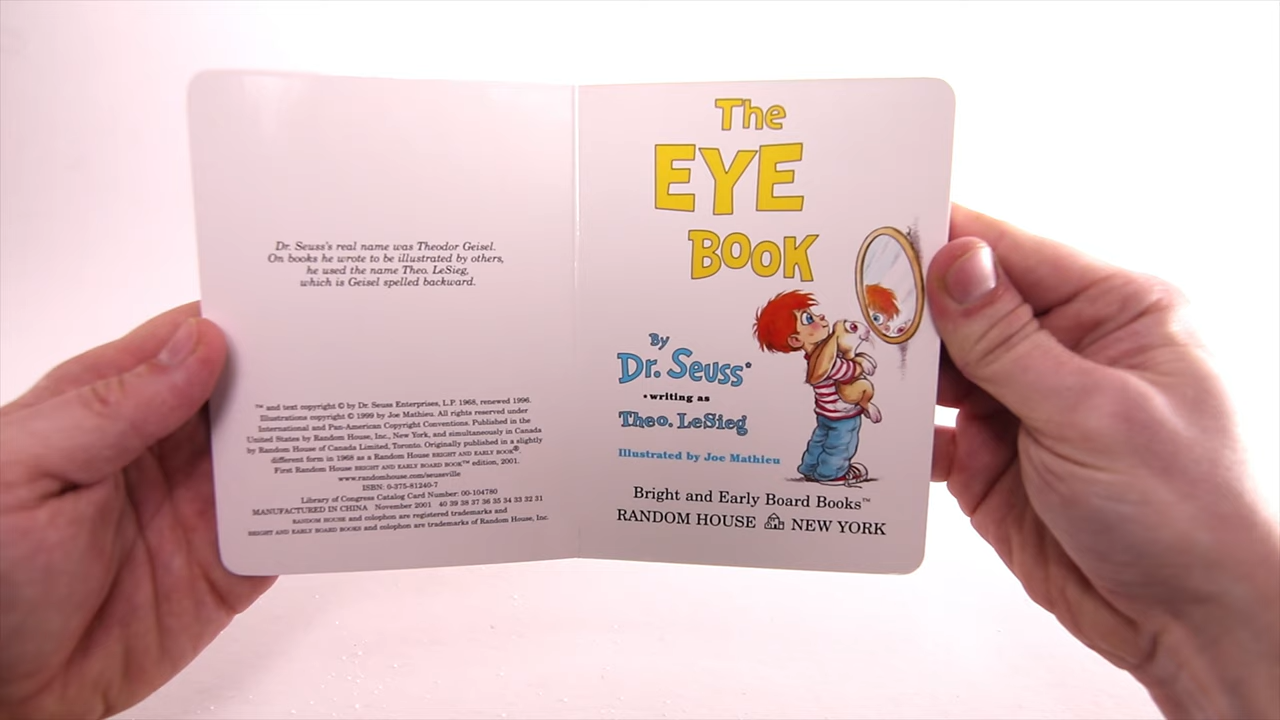 Dr. Seuss's real name was Theodor Geisel.
On books he wrote to be illustrated by others,
he used the name Theo. LeSieg,
which is Geisel spelled backward.
™ and text copyright © by Dr. Seuss Enterprises, L.P. 1968, renewed 1996.
Illustrations copyright © 1999 by Joe Mathieu. All rights reserved under
International and Pan-American Copyright Conventions. Published in the
United States by Random House, Inc., New York, and simultaneously in Canada
by Random House of Canada Limited, Toronto. Originally published in a slightly
different form in 1968 as a Random House BRIGHT AND EARLY BOOK®.
First Random House BRIGHT AND EARLY BOARD BOOK™ edition, 2001.
www.randomhouse.com/seussville
ISBN: 0-375-81240-7
Library of Congress Catalog Card Number: 00-104780
MANUFACTURED IN CHINA November 2001 40 39 38 37 36 35 34 33 32 31
RANDOM HOUSE and colophon are registered trademarks and
BRIGHT AND EARLY BOARD BOOKS and colophon are trademarks of Random House, Inc.
The
EYE
BOOK
By
Dr. Seuss*
*writing as
Theo. LeSieg
Illustrated by Joe Mathieu
Bright and Early Board Books™
RANDOM HOUSE NEW YORK